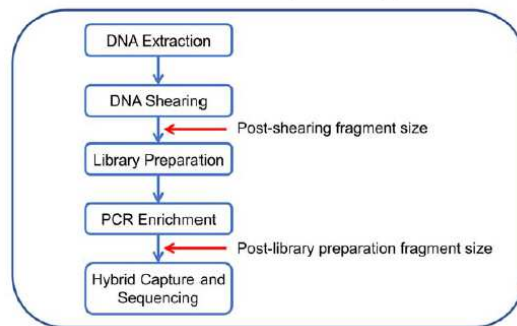 DNA Extraction
DNA Shearing
Post-shearing fragment size
Library Preparation
PCR Enrichment
Post-library preparation fragment size
Hybrid Capture and
Sequencing